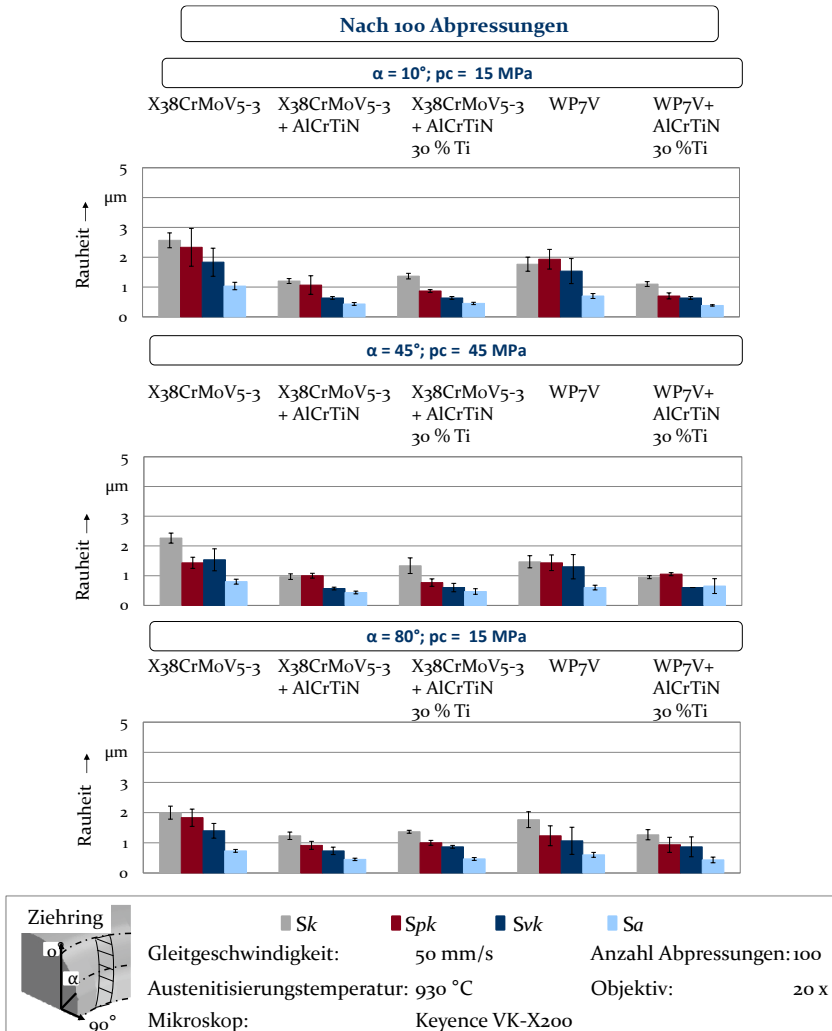 Nach 100 Abpressungen
α = 10°; pc = 15 MPa
X38CrMoV5-3 X38CrMoV5-3 X38CrMoV5-3 WP7V WP7V+
+ AlCrTiN + AlCrTiN AlCrTiN
30 % Ti 30 %Ti
5
µm
3
2
1
0
Rauheit →
α = 45°; pc = 45 MPa
X38CrMoV5-3 X38CrMoV5-3 X38CrMoV5-3 WP7V WP7V+
+ AlCrTiN + AlCrTiN AlCrTiN
30 % Ti 30 %Ti
5
µm
3
2
1
0
Rauheit →
α = 80°; pc = 15 MPa
X38CrMoV5-3 X38CrMoV5-3 X38CrMoV5-3 WP7V WP7V+
+ AlCrTiN + AlCrTiN AlCrTiN
30 % Ti 30 %Ti
5
µm
3
2
1
0
Rauheit →
Ziehring
0
α
90°
Sk Spk Svk Sa
Gleitgeschwindigkeit: 50 mm/s Anzahl Abpressungen: 100
Austenitisierungstemperatur: 930 °C Objektiv: 20 x
Mikroskop: Keyence VK-X200